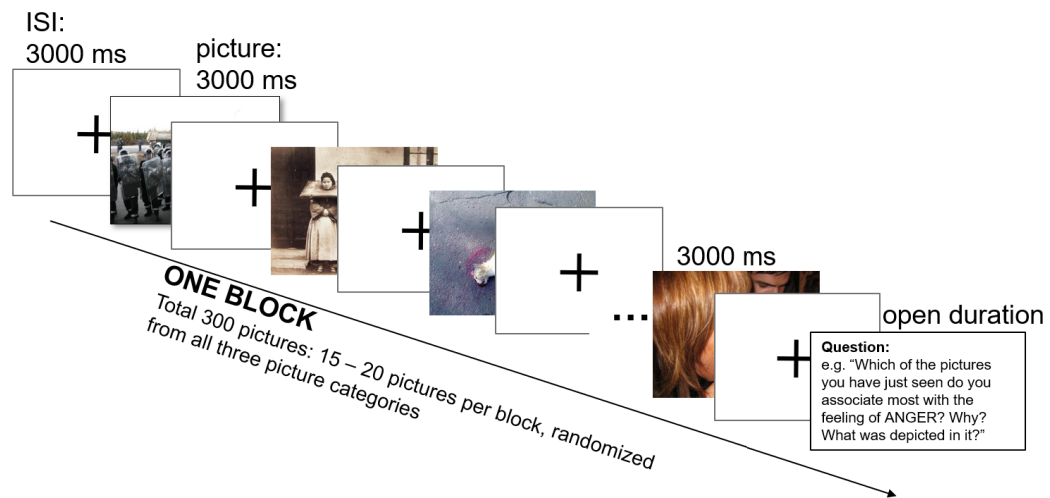 ISI:
3000 ms
picture:
3000 ms
3000 ms
open duration
ONE BLOCK
Total 300 pictures: 15 – 20 pictures per block, randomized
from all three picture categories
...
Question:
e.g. “Which of the pictures
you have just seen do you
associate most with the
feeling of ANGER? Why?
What was depicted in it?”